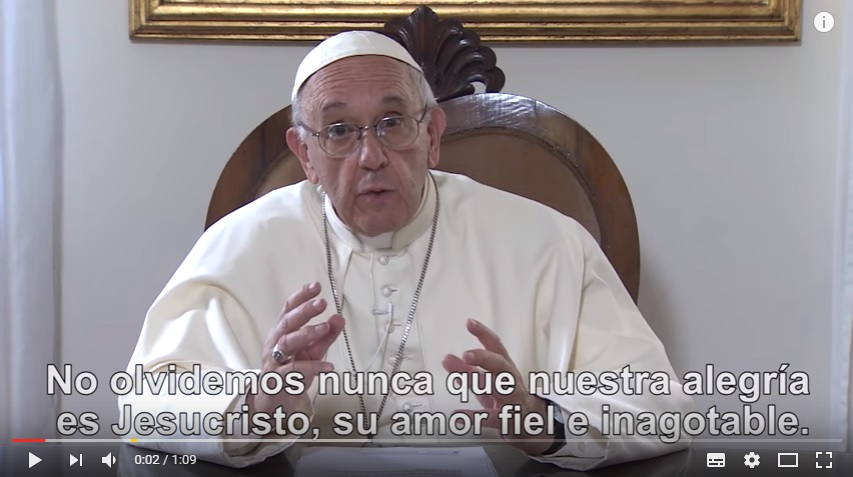 No olvidemos nunca que nuestra alegría
es Jesucristo, su amor fiel e inagotable.
0:02 / 1:09